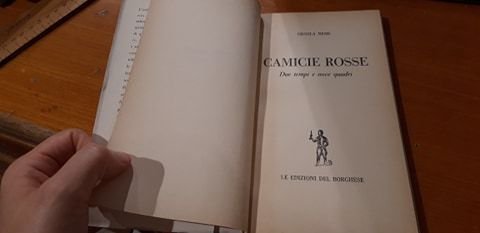 CAMICIE ROSSE
Due tempi e nove quadri
LE EDIZIONI DEL BORGHESE